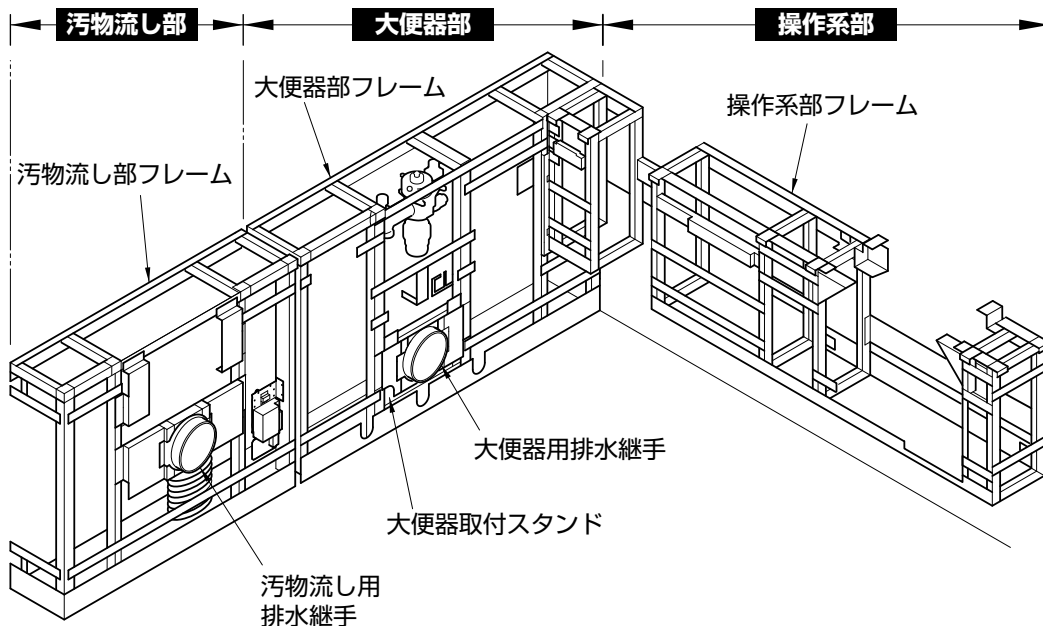 汚物流し部
大便器部
操作系部
大便器部フレーム
操作系部フレーム
汚物流し部フレーム
大便器用排水継手
大便器取付スタンド
汚物流し用
排水継手